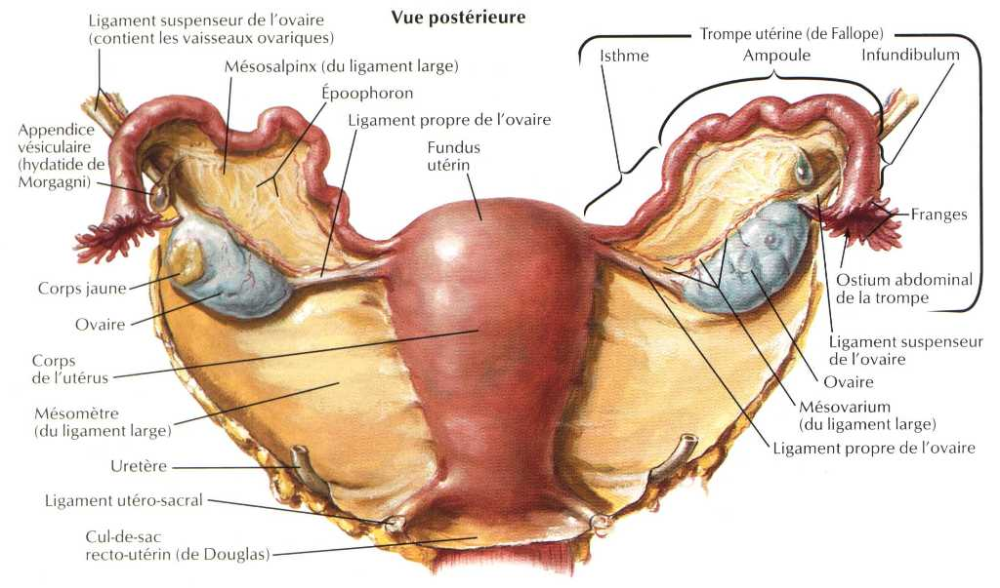 Vue postérieure
Ligament suspenseur de l'ovaire
(contient les vaisseaux ovariques)
Mésosalpinx (du ligament large)
Époophoron
Ligament propre de l'ovaire
Fundus
utérin
Appendice
vésiculaire
(hydatide de
Morgagni)
Corps jaune
Ovaire
Corps
de l'utérus
Mésomètre
(du ligament large)
Uretère
Ligament utéro-sacral
Cul-de-sac
recto-utérin (de Douglas)
Trompe utérine (de Fallope)
Isthme
Ampoule
Infundibulum
Franges
Ostium abdominal
de la trompe
Ligament suspenseur
de l'ovaire
Ovaire
Mésovarium
(du ligament large)
Ligament propre de l'ovaire